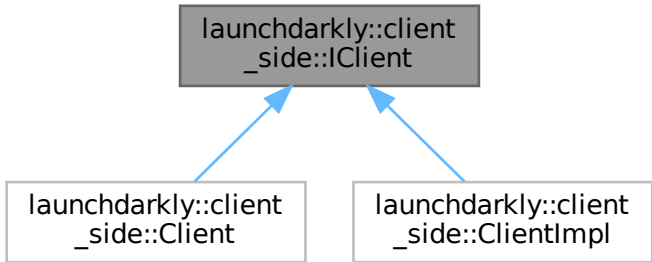 launchdarkly::client
_side::IClient
launchdarkly::client
_side::Client
launchdarkly::client
_side::ClientImpl